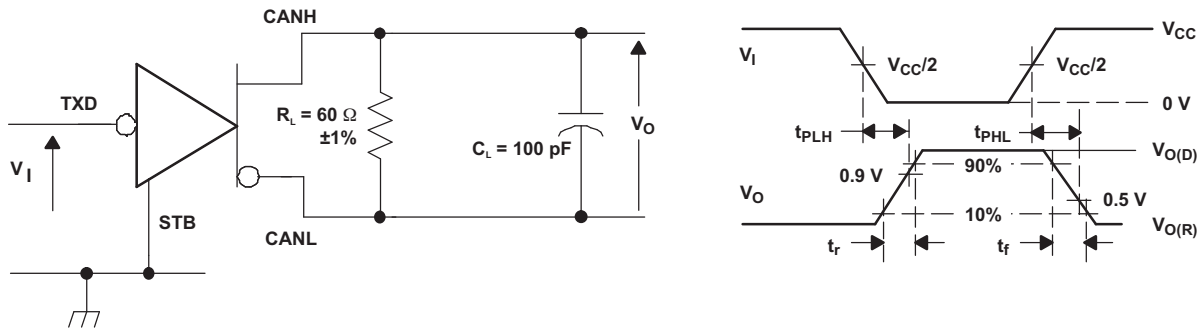 CANH
TXD
R_L = 60 Ω
±1%
C_L = 100 pF
V_O
V_I
STB
CANL
V_I
V_CC
V_CC/2
V_CC/2
0 V
t_PLH
t_PHL
V_O(D)
90%
0.9 V
0.5 V
V_O
10%
V_O(R)
t_r
t_f